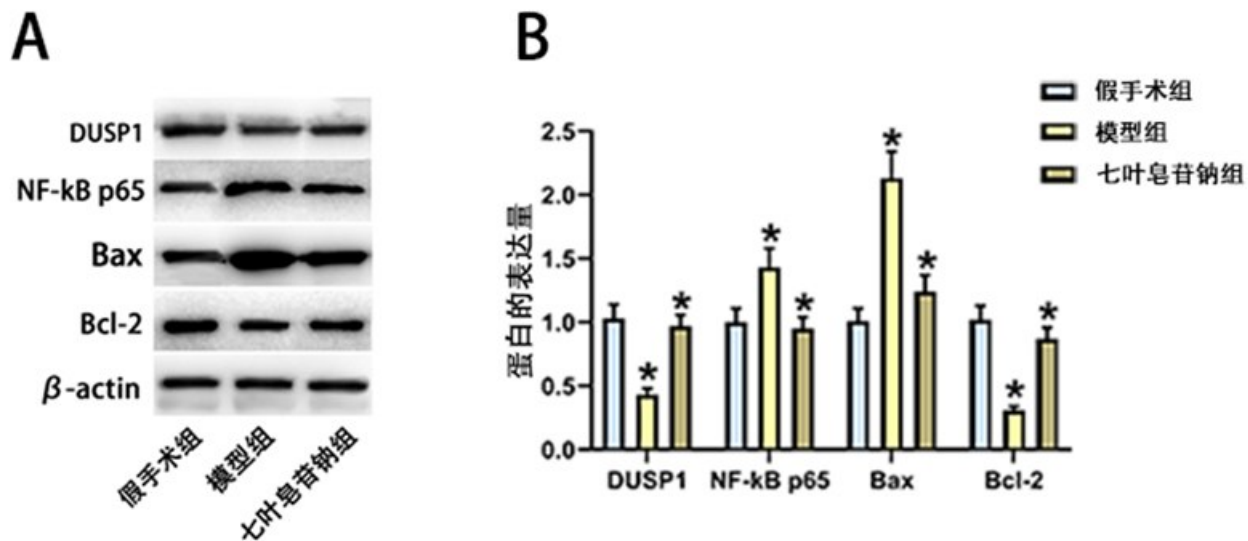 A
DUSP1
NF-kB p65
Bax
Bcl-2
β-actin
假手术组
模型组
七叶皂苷钠组
B
假手术组
模型组
七叶皂苷钠组
蛋白的表达量
2.5
2.0
1.5
1.0
0.5
0.0
*
*
*
*
*
*
*
*
DUSP1 NF-kB p65 Bax Bcl-2